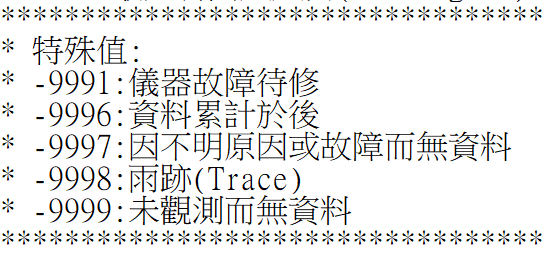 **********************************
* 特殊值:
* -9991:儀器故障待修
* -9996:資料累計於後
* -9997:因不明原因或故障而無資料
* -9998:雨跡(Trace)
* -9999:未觀測而無資料
**********************************